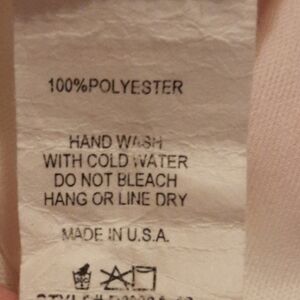 100%POLYESTER
HAND WASH
WITH COLD WATER
DO NOT BLEACH
HANG OR LINE DRY
MADE IN U.S.A.